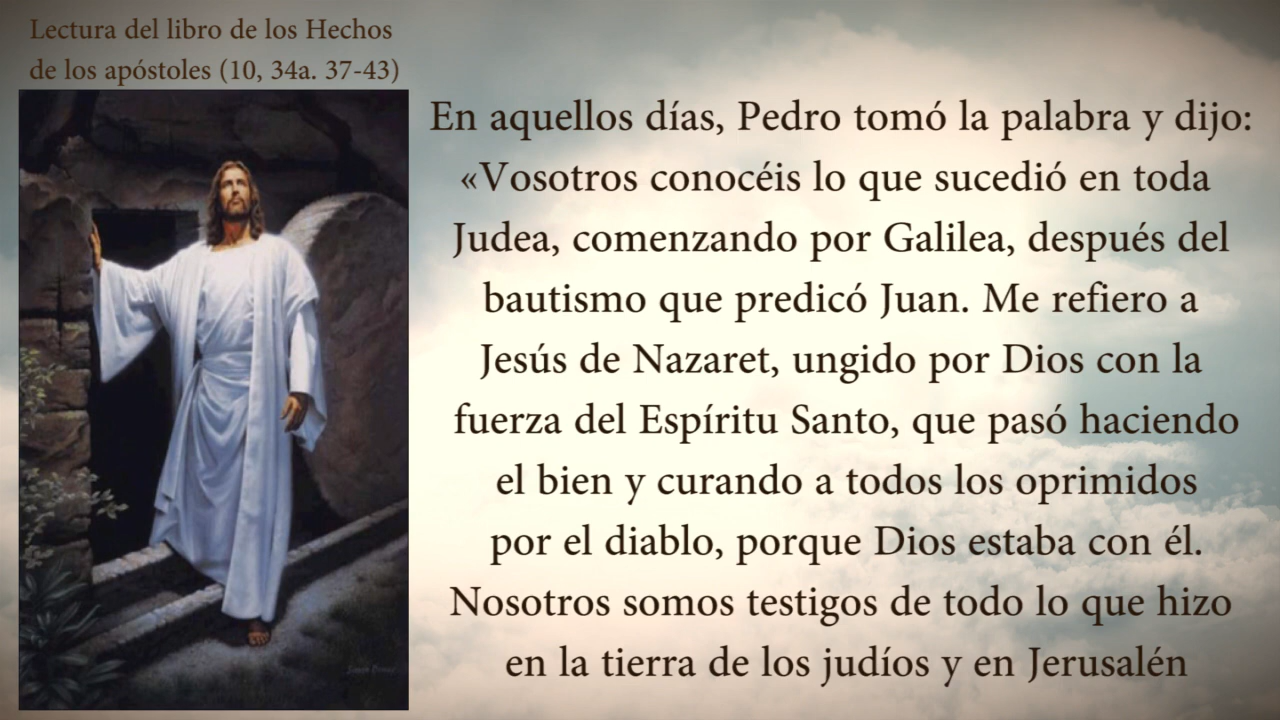 Lectura del libro de los Hechos
de los apóstoles (10, 34a. 37-43)
En aquellos días, Pedro tomó la palabra y dijo:
«Vosotros conocéis lo que sucedió en toda
Judea, comenzando por Galilea, después del
bautismo que predicó Juan. Me refiero a
Jesús de Nazaret, ungido por Dios con la
fuerza del Espíritu Santo, que pasó haciendo
el bien y curando a todos los oprimidos
por el diablo, porque Dios estaba con él.
Nosotros somos testigos de todo lo que hizo
en la tierra de los judíos y en Jerusalén